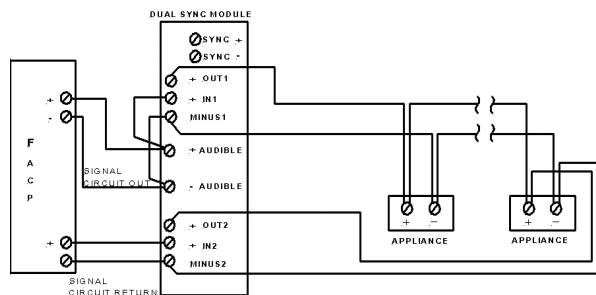 DUAL SYNC MODULE
SYNC +
SYNC -
+ OUT1
+ IN1
MINUS1
+ AUDIBLE
- AUDIBLE
+ OUT2
+ IN2
MINUS2
+
-
F
A
C
P
+
-
SIGNAL
CIRCUIT OUT
SIGNAL
CIRCUIT RETURN
+ -
APPLIANCE
+ -
APPLIANCE